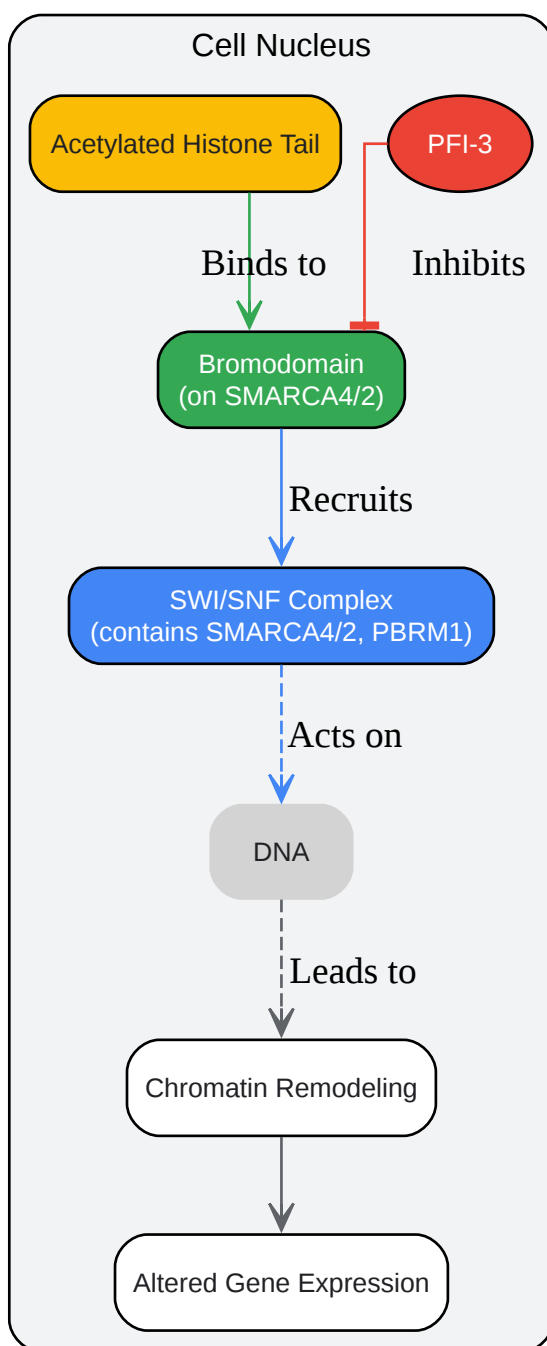 Cell Nucleus
Acetylated Histone Tail
PFI-3
Binds to
Inhibits
Bromodomain
(on SMARCA4/2)
Recruits
SWI/SNF Complex
(contains SMARCA4/2, PBRM1)
Acts on
DNA
Leads to
Chromatin Remodeling
Altered Gene Expression